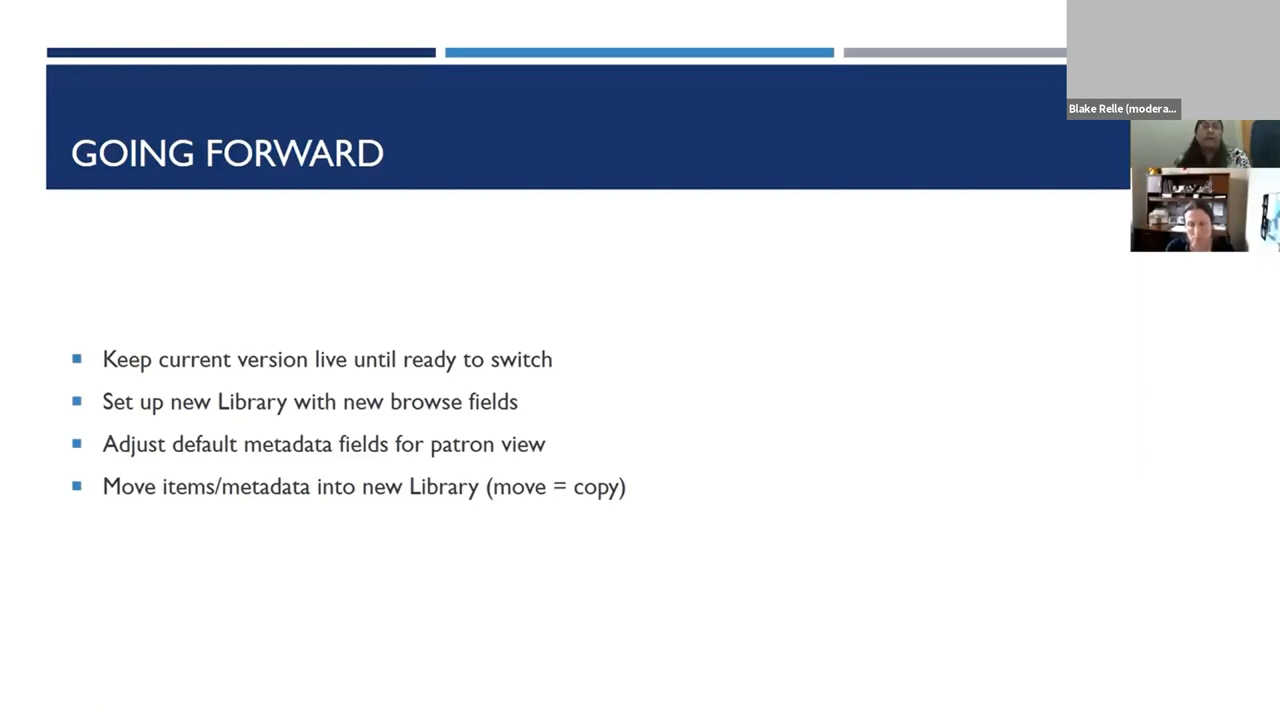 Blake Relle (modera...
GOING FORWARD
Keep current version live until ready to switch
Set up new Library with new browse fields
Adjust default metadata fields for patron view
Move items/metadata into new Library (move = copy)